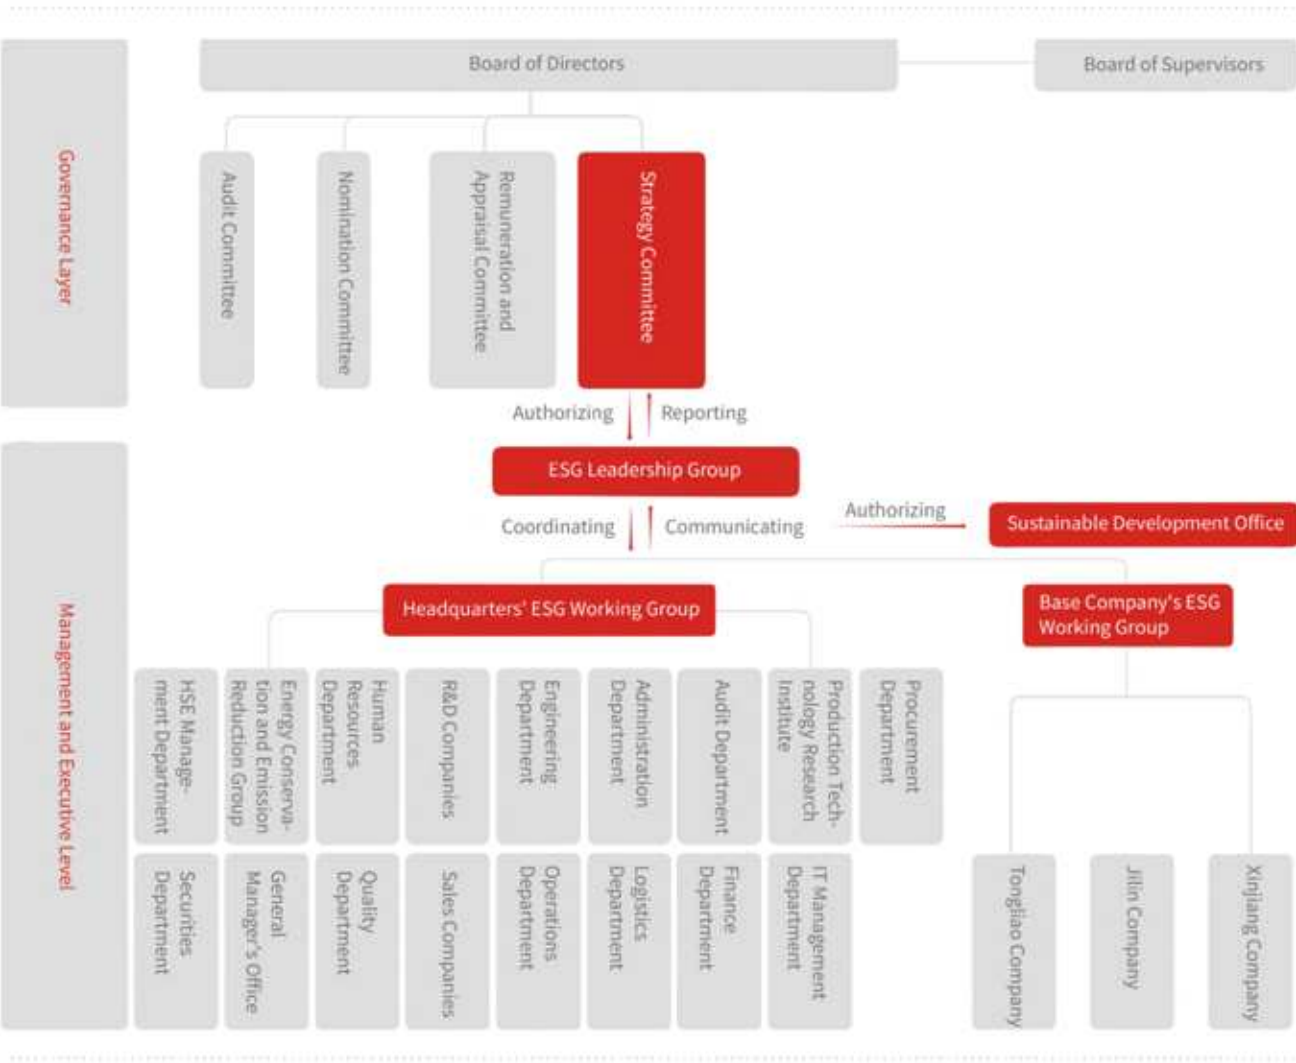 Board of Directors
Board of Supervisors
Governance Layer
Audit Committee
Nomination Committee
Remuneration and
Appraisal Committee
Strategy Committee
Authorizing
Reporting
ESG Leadership Group
Coordinating
Communicating
Authorizing
Sustainable Development Office
Management and Executive Level
Headquarters' ESG Working Group
Base Company's ESG
Working Group
HSE Manage-
ment Department
Energy Conserva-
tion and Emission
Reduction Group
Human
Resources
Department
R&D Companies
Engineering
Department
Administration
Department
Audit Department
Production Tech-
nology Research
Institute
Procurement
Department
Securities
Department
General
Manager's Office
Quality
Department
Sales Companies
Operations
Department
Logistics
Department
Finance
Department
IT Management
Department
Tongliao Company
Jilin Company
Xinjiang Company